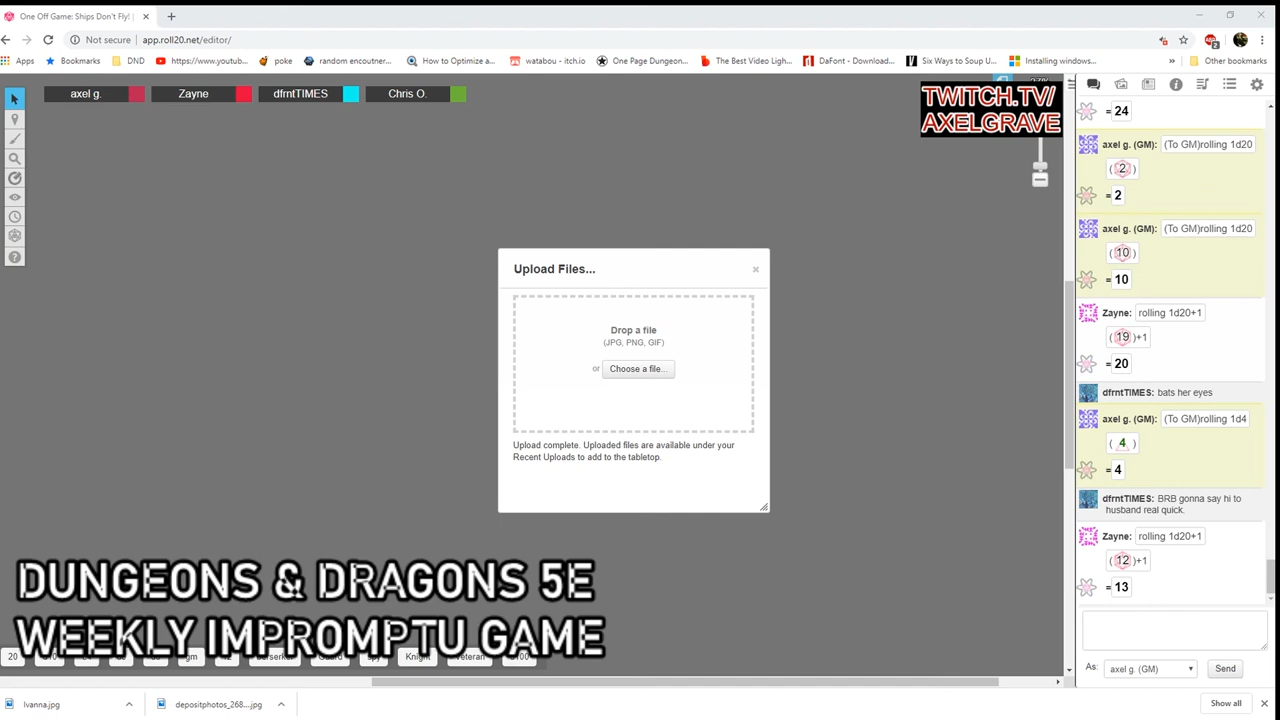 One Off Game: Ships Don't Fly! |
Not secure | app.roll20.net/editor/
Apps Bookmarks DND https://www.youtub... poke random encoutner... How to Optimize a... watabou - itch.io One Page Dungeon... The Best Video Ligh... DaFont - Download... Six Ways to Soup U... Installing windows... » Other bookmarks
axel g. Zayne dfrntTIMES Chris O.
TWITCH.TV/
AXELGRAVE
= 24
axel g. (GM): (To GM)rolling 1d20
( 2 )
= 2
axel g. (GM): (To GM)rolling 1d20
( 10 )
= 10
Zayne: rolling 1d20+1
( 19 )+1
= 20
dfrntTIMES: bats her eyes
axel g. (GM): (To GM)rolling 1d4
( 4 )
= 4
dfrntTIMES: BRB gonna say hi to
husband real quick.
Zayne: rolling 1d20+1
( 12 )+1
= 13
Upload Files...
Drop a file
(JPG, PNG, GIF)
or Choose a file...
Upload complete. Uploaded files are available under your
Recent Uploads to add to the tabletop.
DUNGEONS & DRAGONS 5E
WEEKLY IMPROMPTU GAME
20 gm spy Knight Veteran
As: axel g. (GM) Send
Ivanna.jpg depositphotos_268....jpg Show all